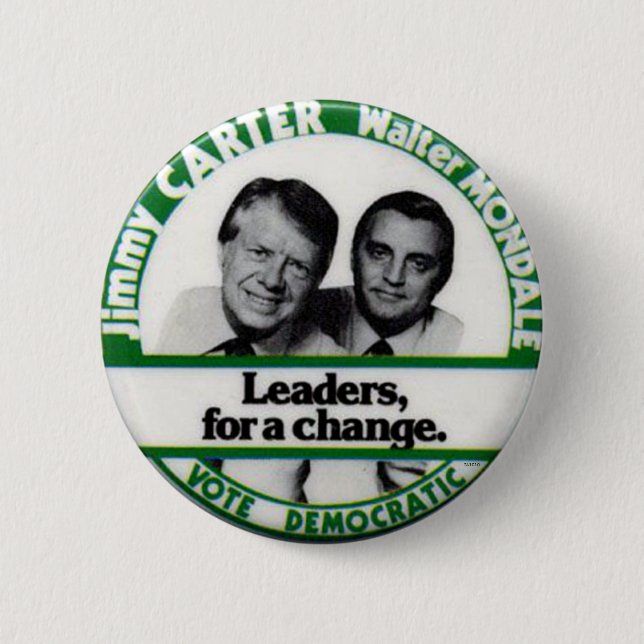 Jimmy CARTER Walter MONDALE
Leaders,
for a change.
VOTE DEMOCRATIC